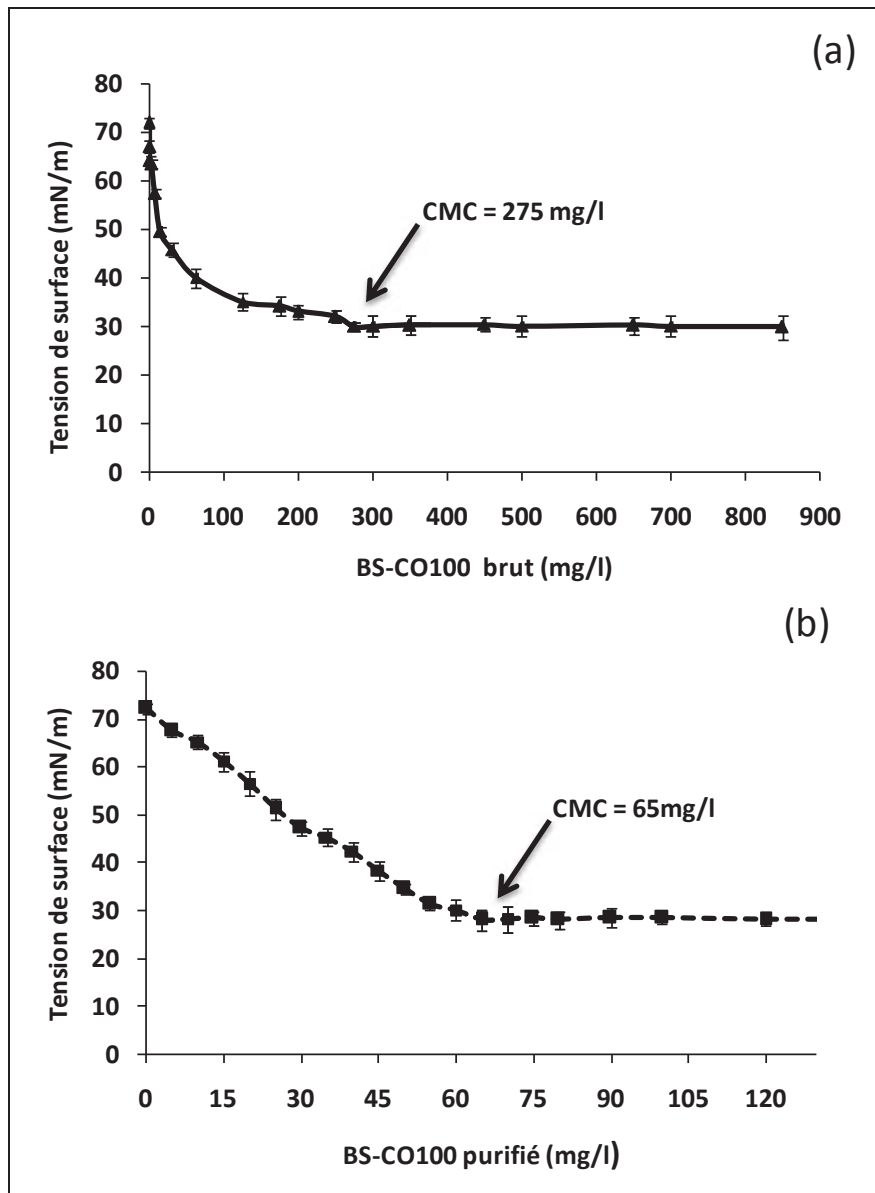 (a)
Tension de surface (mN/m)
80
70
60
50
40
30
20
10
0
CMC = 275 mg/l
0 100 200 300 400 500 600 700 800 900
BS-CO100 brut (mg/l)
(b)
Tension de surface (mN/m)
80
70
60
50
40
30
20
10
0
CMC = 65mg/l
0 15 30 45 60 75 90 105 120
BS-CO100 purifié (mg/l)